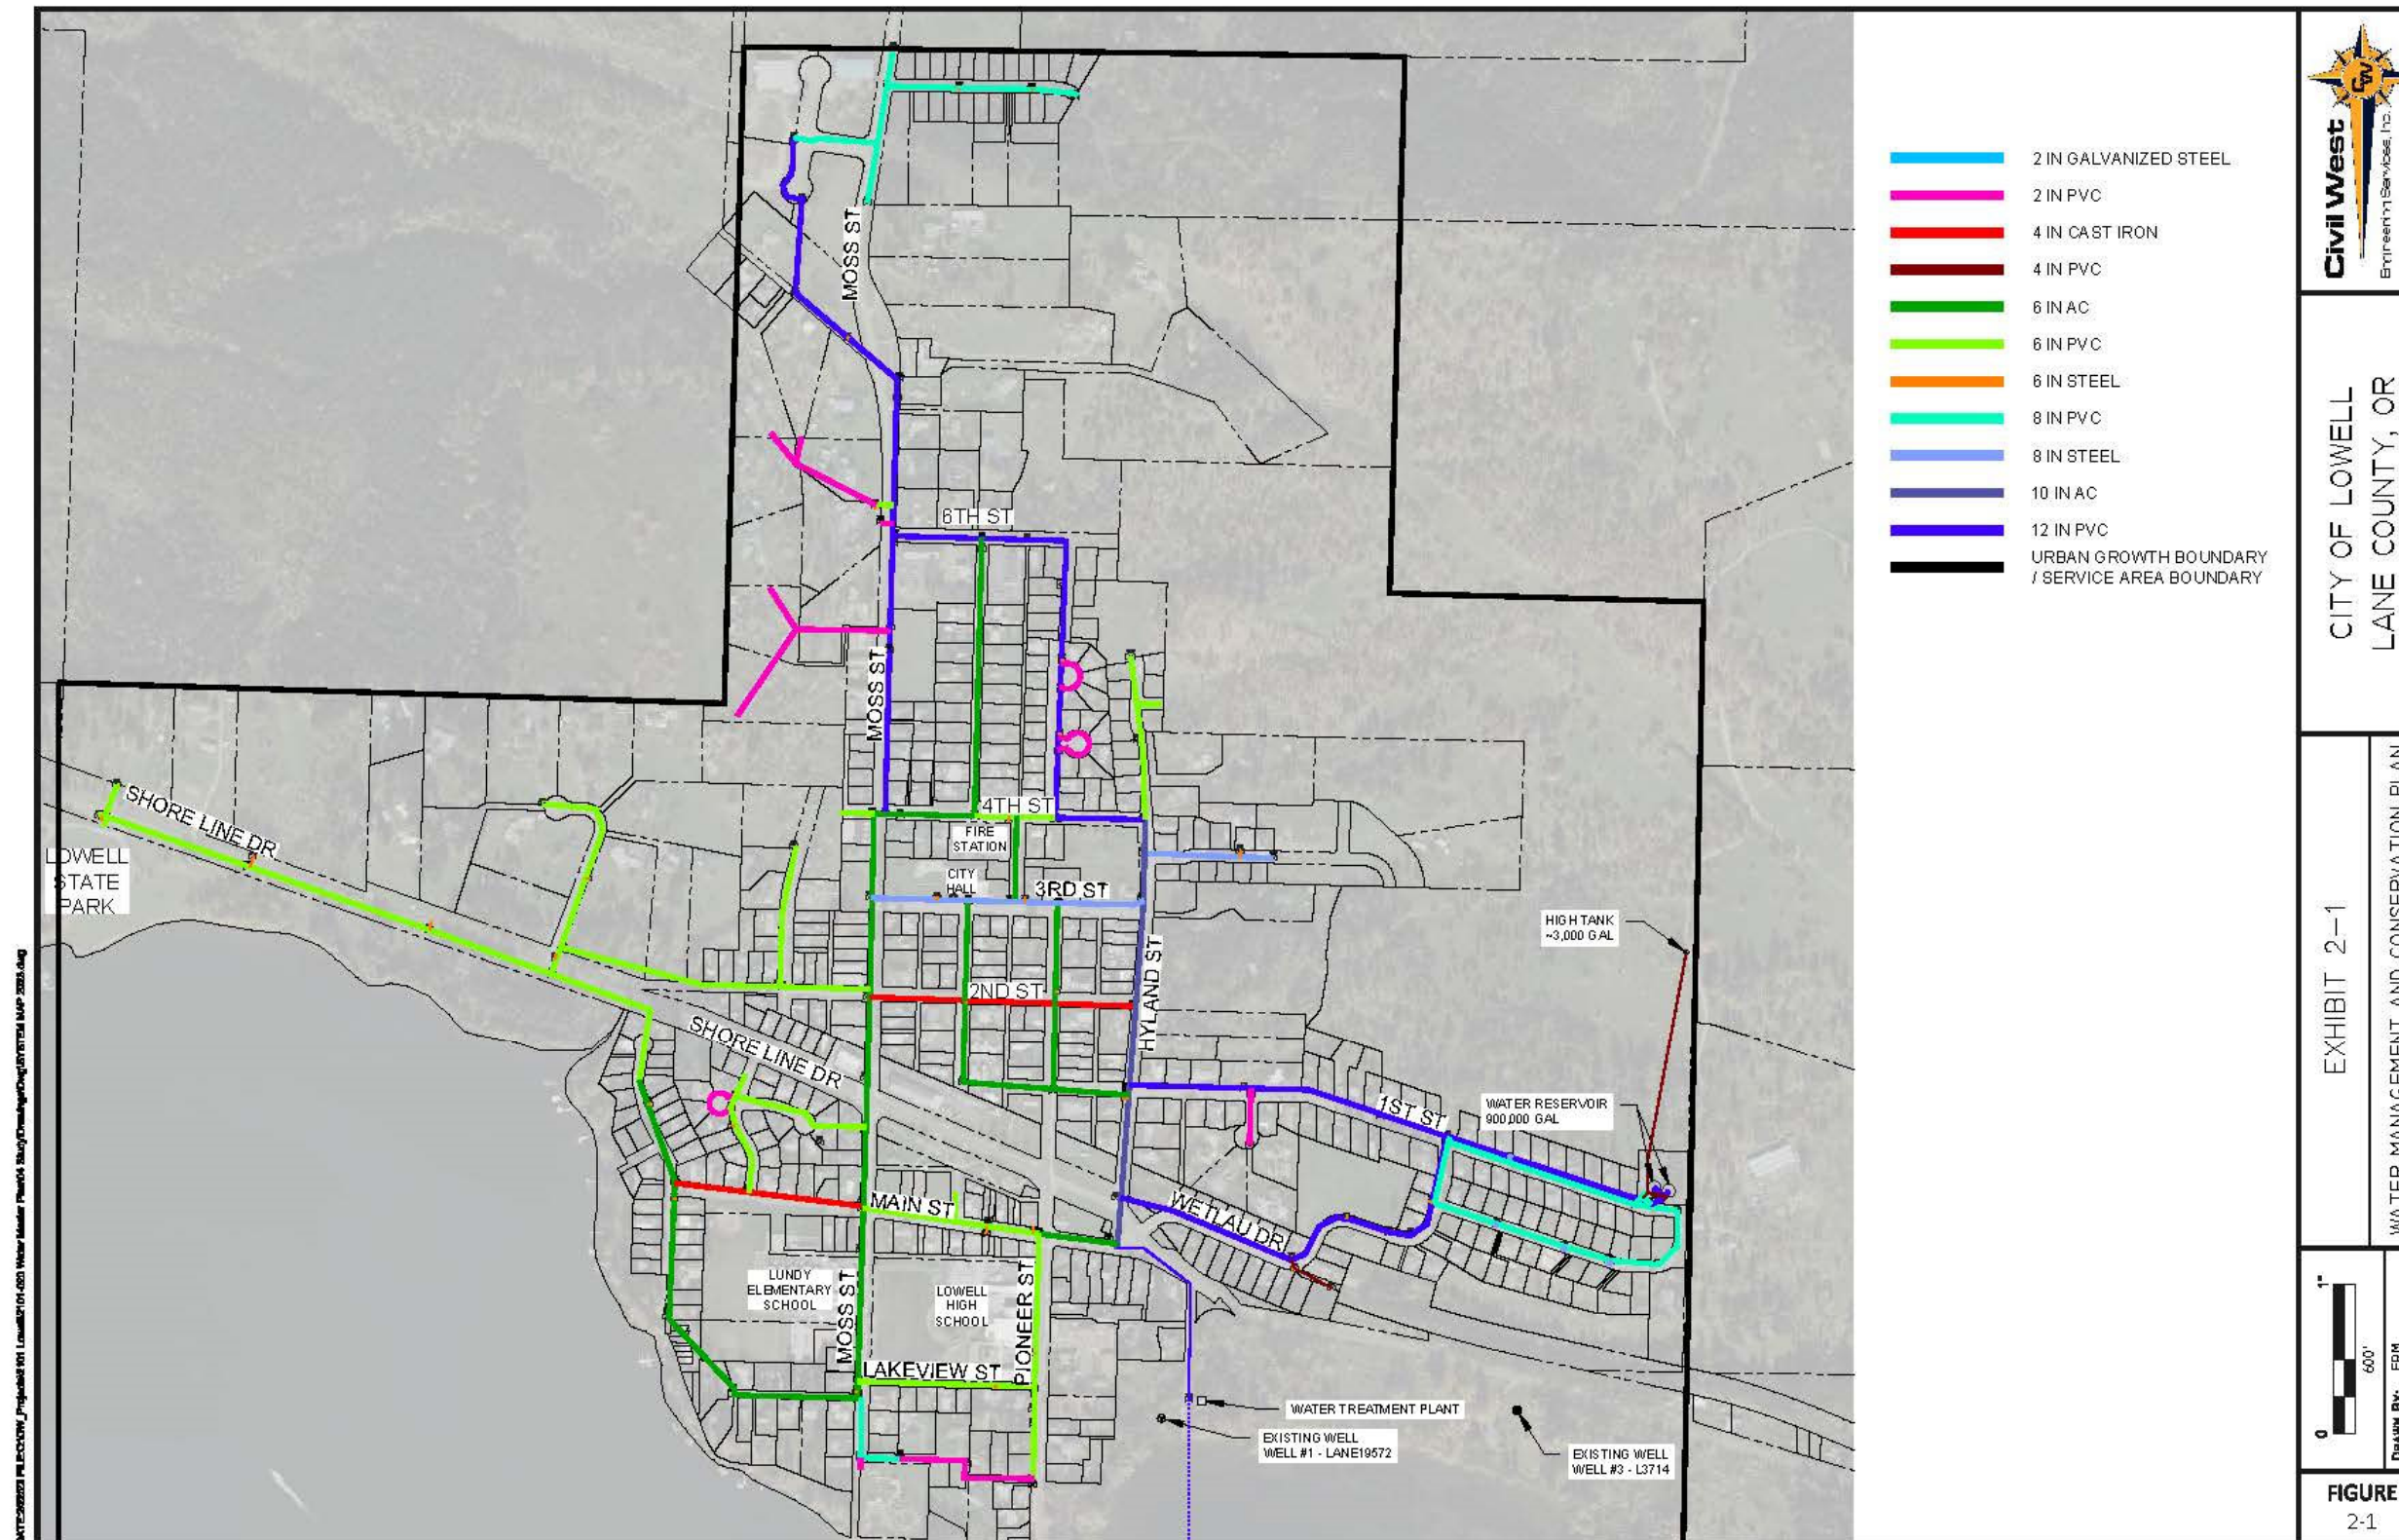 MOSS ST
6TH ST
MOSS ST
4TH ST
FIRE
STATION
CITY
HALL
3RD ST
SHORE LINE DR
LOWELL
STATE
PARK
2ND ST
HYLAND ST
SHORE LINE DR
HIGH TANK
~3,000 GAL
1ST ST
WATER RESERVOIR
900,000 GAL
MAIN ST
WETLAU DR
LUNDY
ELEMENTARY
SCHOOL
MOSS ST
LOWELL
HIGH
SCHOOL
PIONEER ST
LAKEVIEW ST
WATER TREATMENT PLANT
EXISTING WELL
WELL #1 - LANE19572
EXISTING WELL
WELL #3 - L3714
2 IN GALVANIZED STEEL
2 IN PVC
4 IN CAST IRON
4 IN PVC
6 IN AC
6 IN PVC
6 IN STEEL
8 IN PVC
8 IN STEEL
10 IN AC
12 IN PVC
URBAN GROWTH BOUNDARY
/ SERVICE AREA BOUNDARY
CW
Civil West
Engineering Services, Inc.
CITY OF LOWELL
LANE COUNTY, OR
EXHIBIT 2-1
WATER MANAGEMENT AND CONSERVATION PLAN
0
1"
600'
FIGURE
2-1